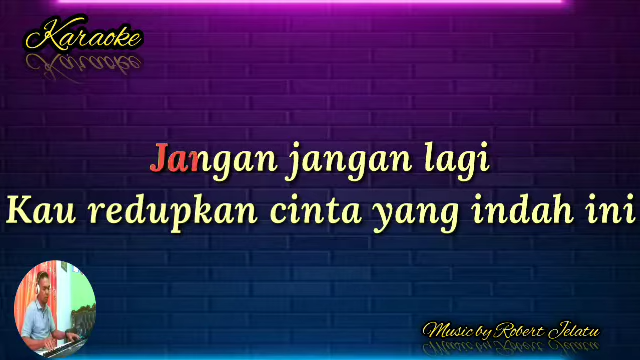 Karaoke
Jangan jangan lagi
Kau redupkan cinta yang indah ini
Music by Robert Jelatu